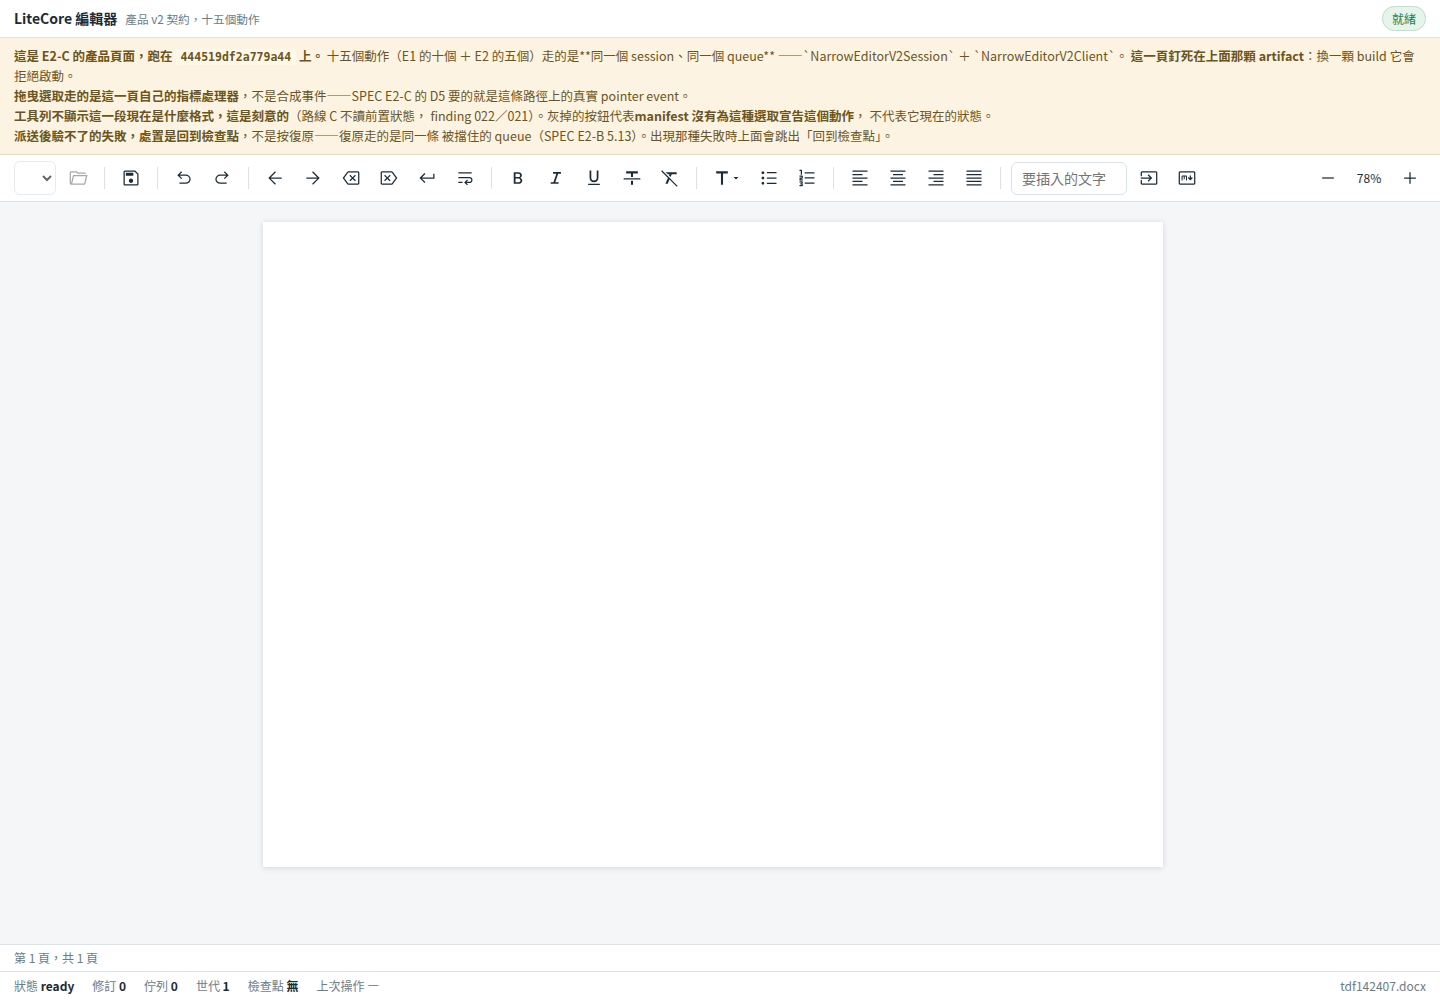 LiteCore 編輯器 產品 v2 契約，十五個動作 就緒
這是 E2-C 的產品頁面，跑在 444519df2a779a44 上。 十五個動作（E1 的十個 ＋ E2 的五個）走的是**同一個 session、同一個 queue** ——`NarrowEditorV2Session` ＋ `NarrowEditorV2Client`。 這一頁釘死在上面那顆 artifact：換一顆 build 它會
拒絕啟動。
拖曳選取走的是這一頁自己的指標處理器，不是合成事件——SPEC E2-C 的 D5 要的就是這條路徑上的真實 pointer event。
工具列不顯示這一段現在是什麼格式，這是刻意的（路線 C 不讀前置狀態， finding 022／021）。灰掉的按鈕代表manifest 沒有為這種選取宣告這個動作， 不代表它現在的狀態。
派送後驗不了的失敗，處置是回到檢查點，不是按復原——復原走的是同一條 被擋住的 queue（SPEC E2-B 5.13）。出現那種失敗時上面會跳出「回到檢查點」。
要插入的文字 78%
第 1 頁，共 1 頁
狀態 ready 修訂 0 佇列 0 世代 1 檢查點 無 上次操作 — tdf142407.docx